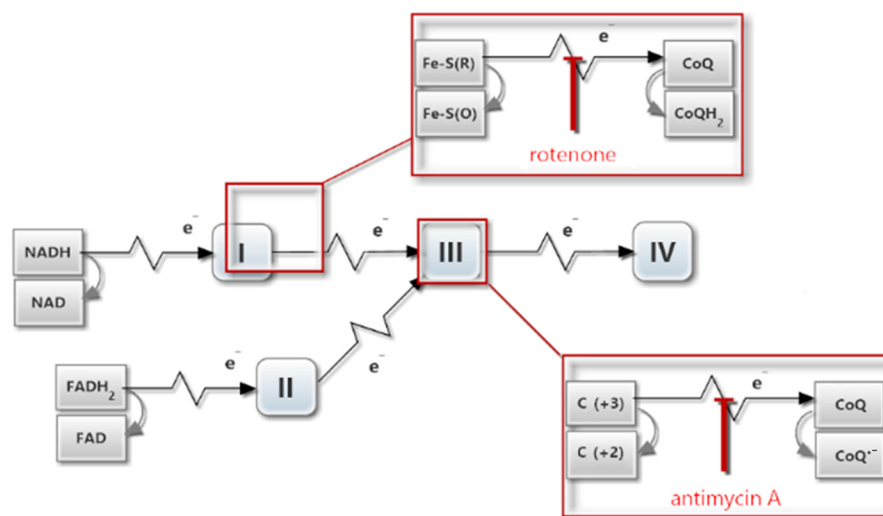 e⁻
Fe-S(R)
CoQ
Fe-S(O)
CoQH₂
rotenone
e⁻
e⁻
e⁻
NADH
I
III
IV
NAD
e⁻
e⁻
FADH₂
II
FAD
e⁻
C (+3)
CoQ
C (+2)
CoQ·⁻
antimycin A